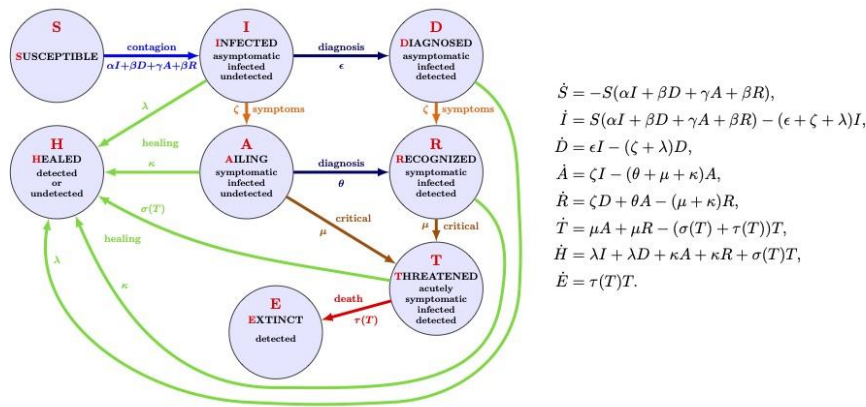 S
SUSCEPTIBLE
contagion
αI+βD+γA+βR
I
INFECTED
asymptomatic
infected
undetected
diagnosis
ϵ
D
DIAGNOSED
asymptomatic
infected
detected
λ
ζ symptoms
ζ symptoms
H
HEALED
detected
or
undetected
healing
κ
A
AILING
symptomatic
infected
undetected
diagnosis
θ
R
RECOGNIZED
symptomatic
infected
detected
σ(T)
critical
μ
μ critical
healing
λ
κ
T
THREATENED
acutely
symptomatic
infected
detected
E
EXTINCT
detected
death
τ(T)
Ṡ = −S(αI + βD + γA + βR),
İ = S(αI + βD + γA + βR) − (ϵ + ζ + λ)I,
Ḋ = ϵI − (ζ + λ)D,
Ȧ = ζI − (θ + μ + κ)A,
Ṙ = ζD + θA − (μ + κ)R,
Ṫ = μA + μR − (σ(T) + τ(T))T,
Ḣ = λI + λD + κA + κR + σ(T)T,
Ė = τ(T)T.